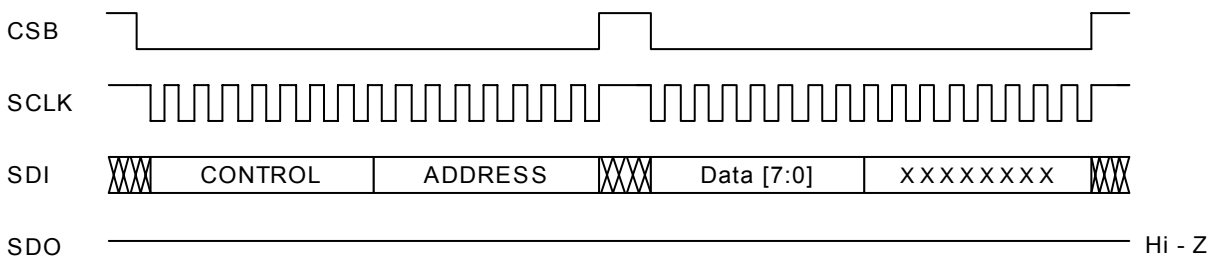 CSB
SCLK
SDI CONTROL ADDRESS Data [7:0] XXXXXXXX
SDO Hi - Z